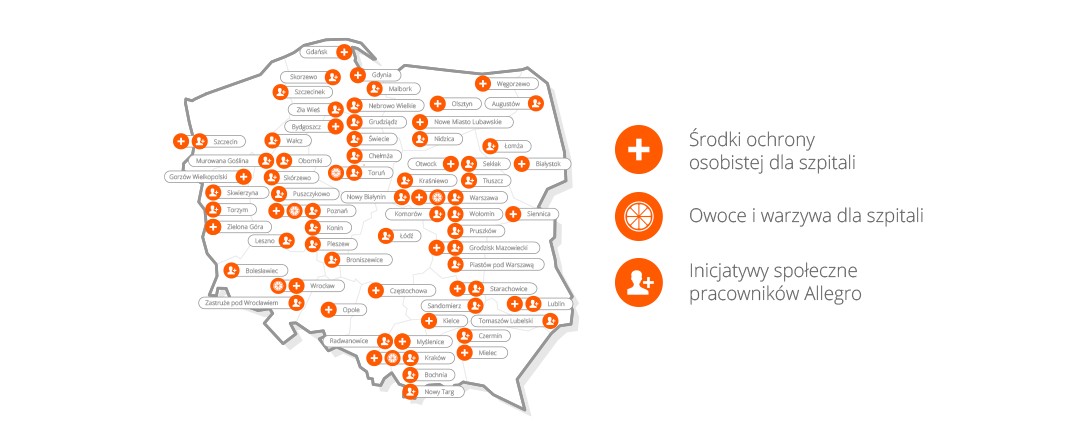 Gdańsk
Skorzewo
Gdynia
Węgorzewo
Szczecinek
Malbork
Zła Wieś
Nebrowo Wielkie
Olsztyn
Augustów
Bydgoszcz
Grudziądz
Nowe Miasto Lubawskie
Szczecin
Wałcz
Świecie
Nidzica
Łomża
Murowana Goślina
Oborniki
Chełmża
Otwock
Sekłak
Białystok
Gorzów Wielkopolski
Skórzewo
Toruń
Kraśniewo
Tłuszcz
Skwierzyna
Puszczykowo
Nowy Białynin
Warszawa
Torzym
Poznań
Komorów
Wołomin
Siennica
Zielona Góra
Konin
Łódź
Pruszków
Leszno
Pleszew
Grodzisk Mazowiecki
Broniszewice
Piastów pod Warszawą
Bolesławiec
Wrocław
Częstochowa
Starachowice
Zastruże pod Wrocławiem
Opole
Sandomierz
Lublin
Kielce
Tomaszów Lubelski
Radwanowice
Myślenice
Czermin
Kraków
Mielec
Bochnia
Nowy Targ
Środki ochrony
osobistej dla szpitali
Owoce i warzywa dla szpitali
Inicjatywy społeczne
pracowników Allegro